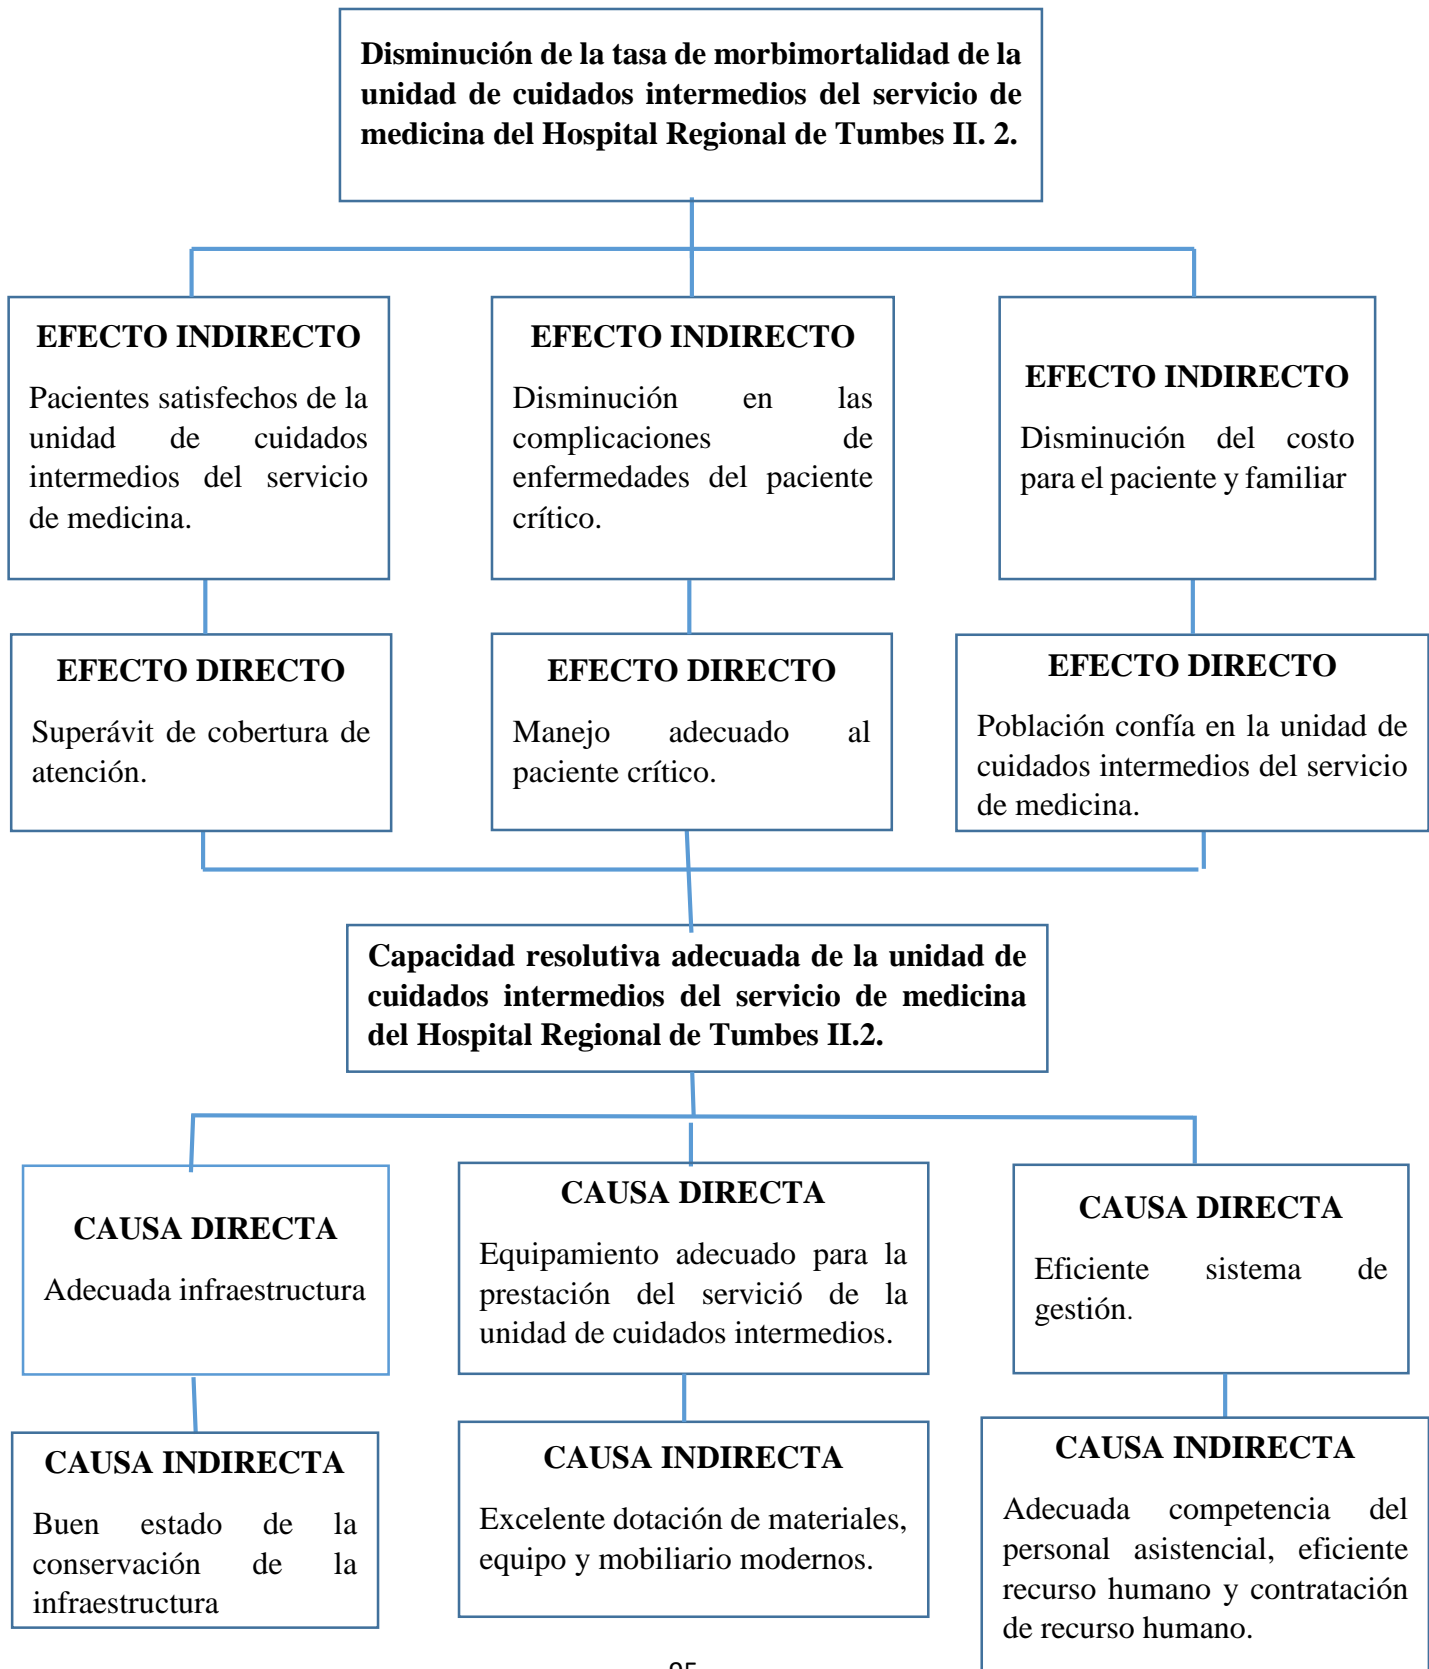 Disminución de la tasa de morbimortalidad de la
unidad de cuidados intermedios del servicio de
medicina del Hospital Regional de Tumbes II. 2.
EFECTO INDIRECTO
Pacientes satisfechos de la
unidad de cuidados
intermedios del servicio
de medicina.
EFECTO INDIRECTO
Disminución en las
complicaciones de
enfermedades del paciente
crítico.
EFECTO INDIRECTO
Disminución del costo
para el paciente y familiar
EFECTO DIRECTO
Superávit de cobertura de
atención.
EFECTO DIRECTO
Manejo adecuado al
paciente crítico.
EFECTO DIRECTO
Población confía en la unidad de
cuidados intermedios del servicio
de medicina.
Capacidad resolutiva adecuada de la unidad de
cuidados intermedios del servicio de medicina
del Hospital Regional de Tumbes II.2.
CAUSA DIRECTA
Adecuada infraestructura
CAUSA DIRECTA
Equipamiento adecuado para la
prestación del servició de la
unidad de cuidados intermedios.
CAUSA DIRECTA
Eficiente sistema de
gestión.
CAUSA INDIRECTA
Buen estado de la
conservación de la
infraestructura
CAUSA INDIRECTA
Excelente dotación de materiales,
equipo y mobiliario modernos.
CAUSA INDIRECTA
Adecuada competencia del
personal asistencial, eficiente
recurso humano y contratación
de recurso humano.